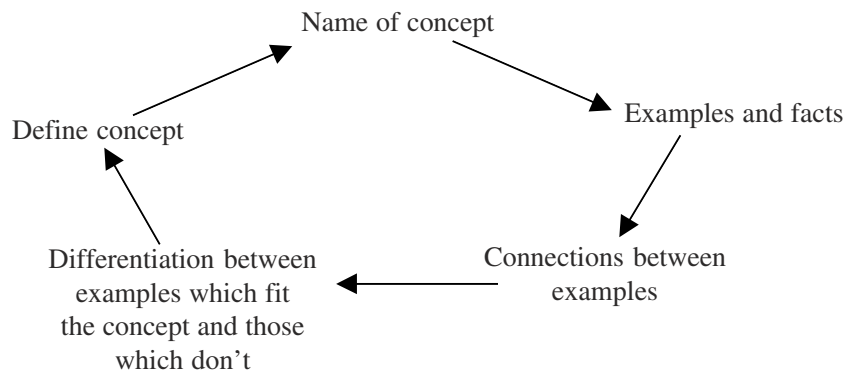 Name of concept
Examples and facts
Connections between
examples
Differentiation between
examples which fit
the concept and those
which don't
Define concept